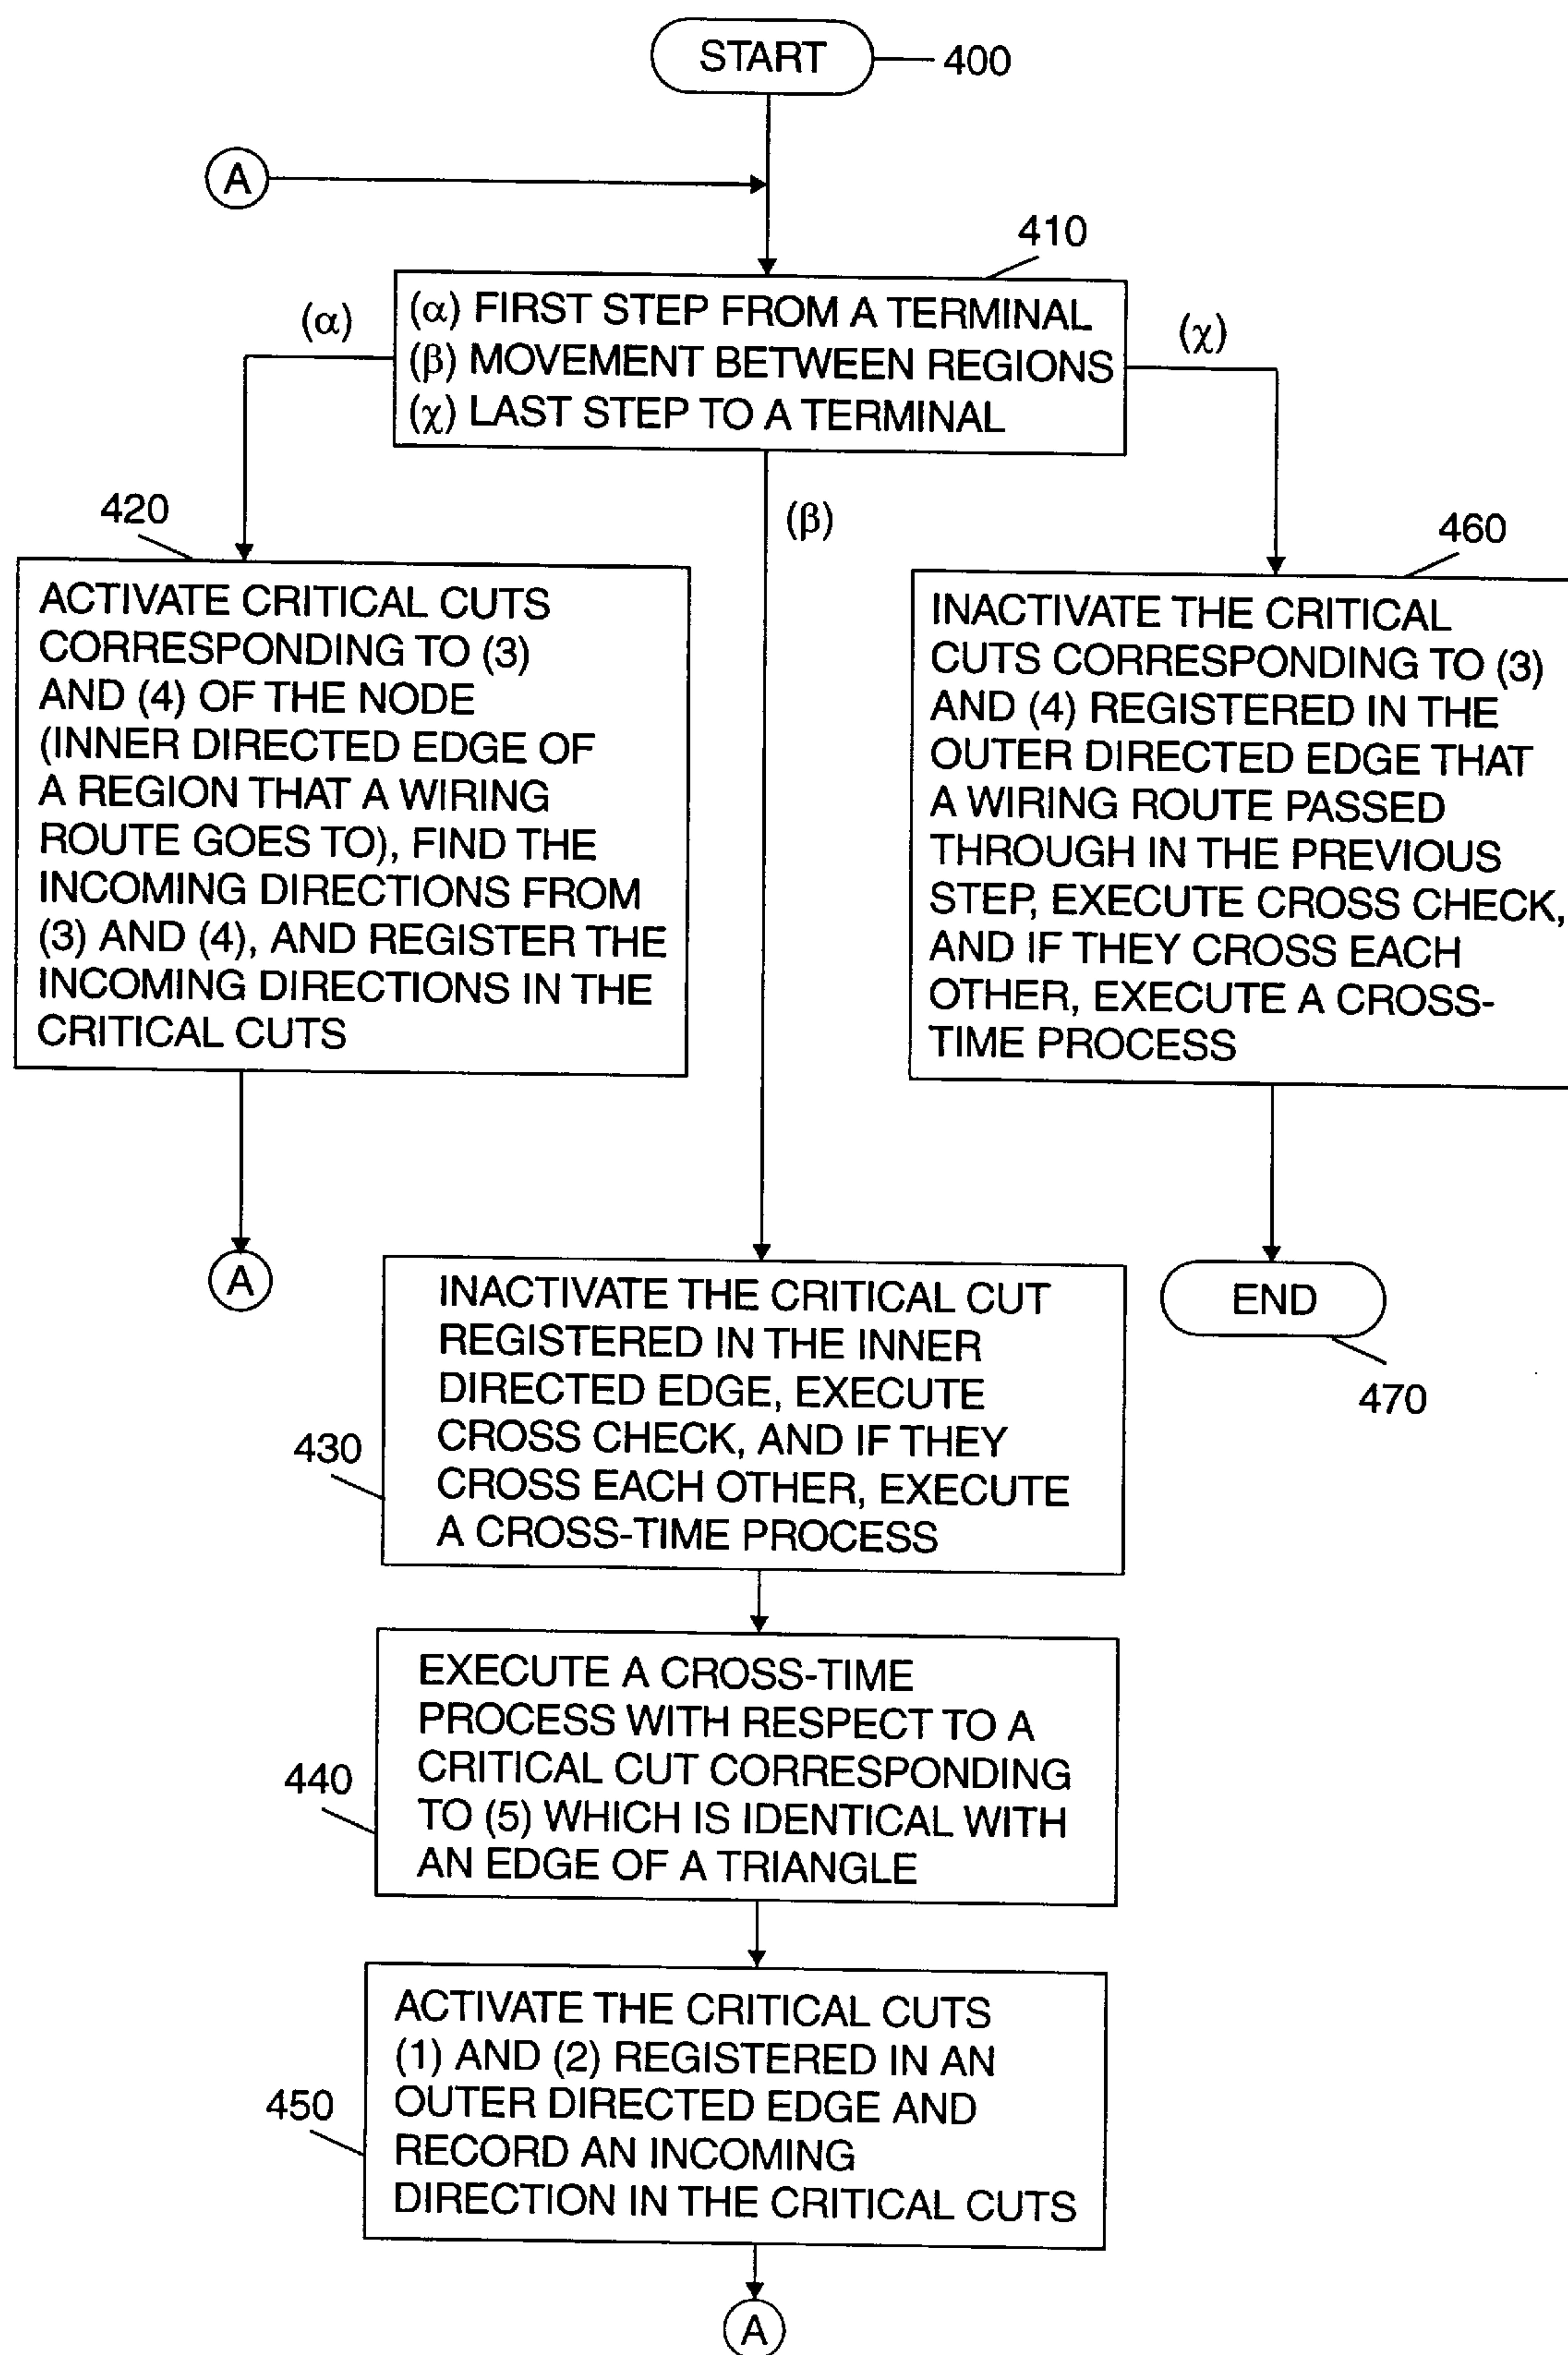 START
400
A
410
(α)
(α) FIRST STEP FROM A TERMINAL
(β) MOVEMENT BETWEEN REGIONS
(χ) LAST STEP TO A TERMINAL
(χ)
(β)
420
ACTIVATE CRITICAL CUTS
CORRESPONDING TO (3)
AND (4) OF THE NODE
(INNER DIRECTED EDGE OF
A REGION THAT A WIRING
ROUTE GOES TO), FIND THE
INCOMING DIRECTIONS FROM
(3) AND (4), AND REGISTER THE
INCOMING DIRECTIONS IN THE
CRITICAL CUTS
A
460
INACTIVATE THE CRITICAL
CUTS CORRESPONDING TO (3)
AND (4) REGISTERED IN THE
OUTER DIRECTED EDGE THAT
A WIRING ROUTE PASSED
THROUGH IN THE PREVIOUS
STEP, EXECUTE CROSS CHECK,
AND IF THEY CROSS EACH
OTHER, EXECUTE A CROSS-
TIME PROCESS
END
470
430
INACTIVATE THE CRITICAL CUT
REGISTERED IN THE INNER
DIRECTED EDGE, EXECUTE
CROSS CHECK, AND IF THEY
CROSS EACH OTHER, EXECUTE
A CROSS-TIME PROCESS
440
EXECUTE A CROSS-TIME
PROCESS WITH RESPECT TO A
CRITICAL CUT CORRESPONDING
TO (5) WHICH IS IDENTICAL WITH
AN EDGE OF A TRIANGLE
450
ACTIVATE THE CRITICAL CUTS
(1) AND (2) REGISTERED IN AN
OUTER DIRECTED EDGE AND
RECORD AN INCOMING
DIRECTION IN THE CRITICAL CUTS
A